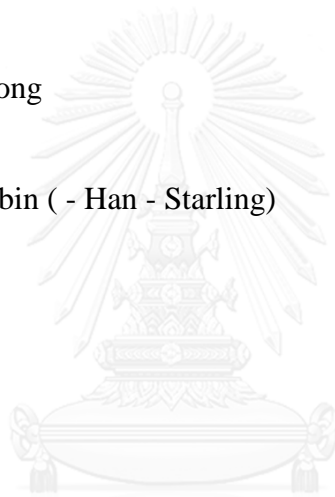 ong
bin ( - Han - Starling)